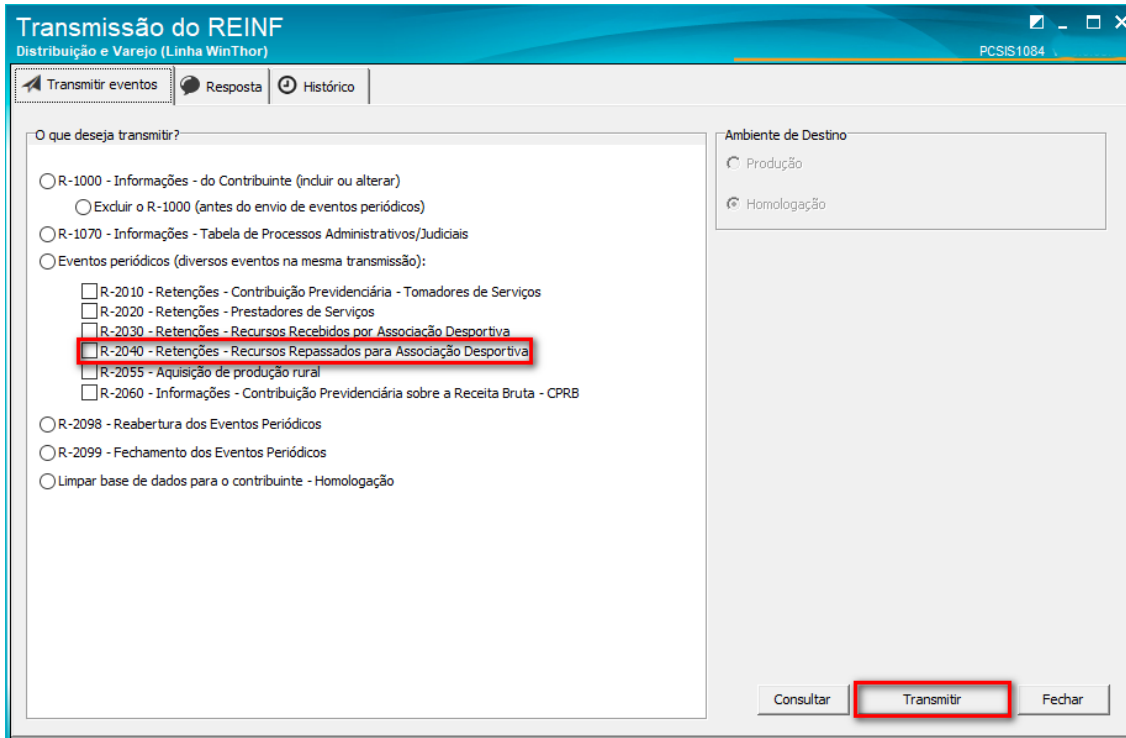 Transmissão do REINF
Distribuição e Varejo (Linha WinThor)
PCSIS1084
Transmitir eventos
Resposta
Histórico
O que deseja transmitir?
R-1000 - Informações - do Contribuinte (incluir ou alterar)
Excluir o R-1000 (antes do envio de eventos periódicos)
R-1070 - Informações - Tabela de Processos Administrativos/Judiciais
Eventos periódicos (diversos eventos na mesma transmissão):
R-2010 - Retenções - Contribuição Previdenciária - Tomadores de Serviços
R-2020 - Retenções - Prestadores de Serviços
R-2030 - Retenções - Recursos Recebidos por Associação Desportiva
R-2040 - Retenções - Recursos Repassados para Associação Desportiva
R-2055 - Aquisição de produção rural
R-2060 - Informações - Contribuição Previdenciária sobre a Receita Bruta - CPRB
R-2098 - Reabertura dos Eventos Periódicos
R-2099 - Fechamento dos Eventos Periódicos
Limpar base de dados para o contribuinte - Homologação
Ambiente de Destino
Produção
Homologação
Consultar
Transmitir
Fechar